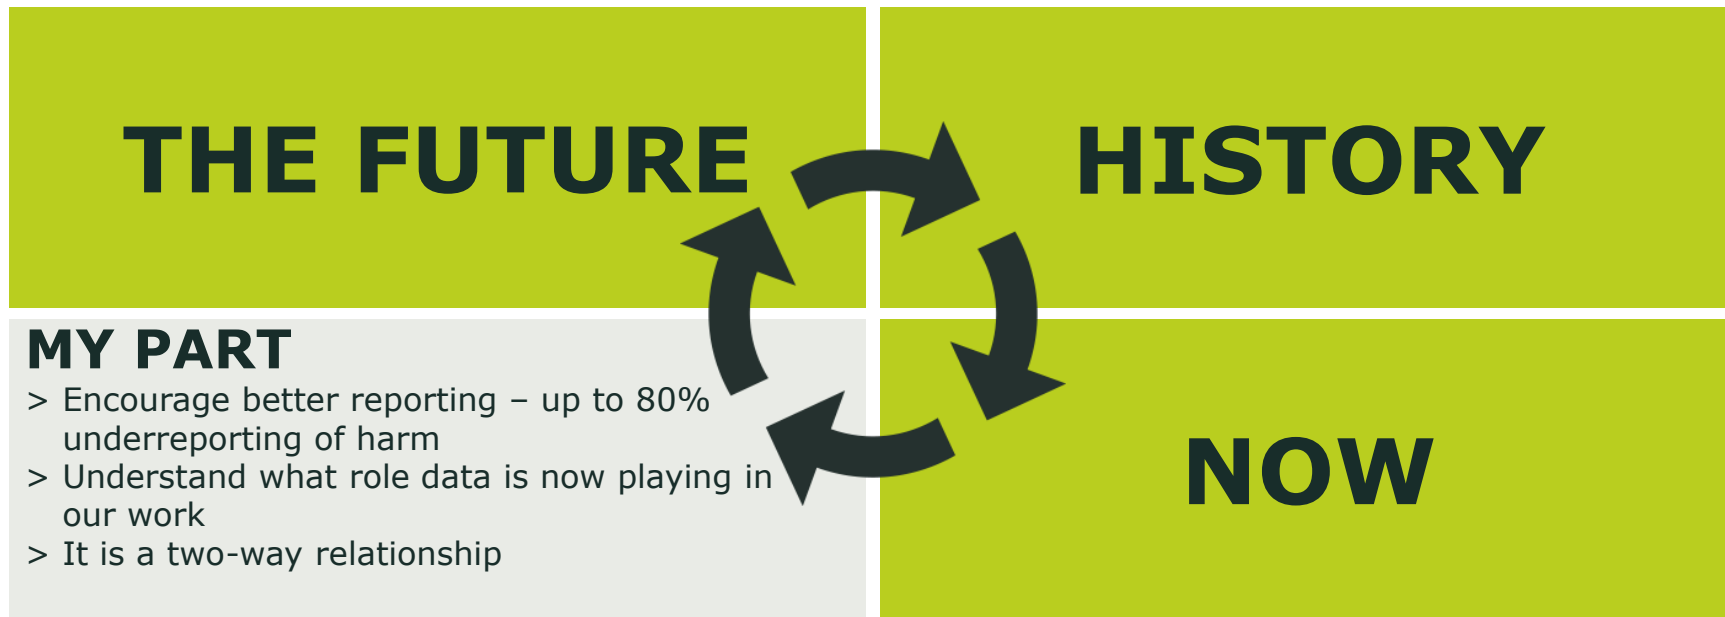 THE FUTURE
HISTORY
MY PART
> Encourage better reporting – up to 80%
underreporting of harm
> Understand what role data is now playing in
our work
> It is a two-way relationship
NOW